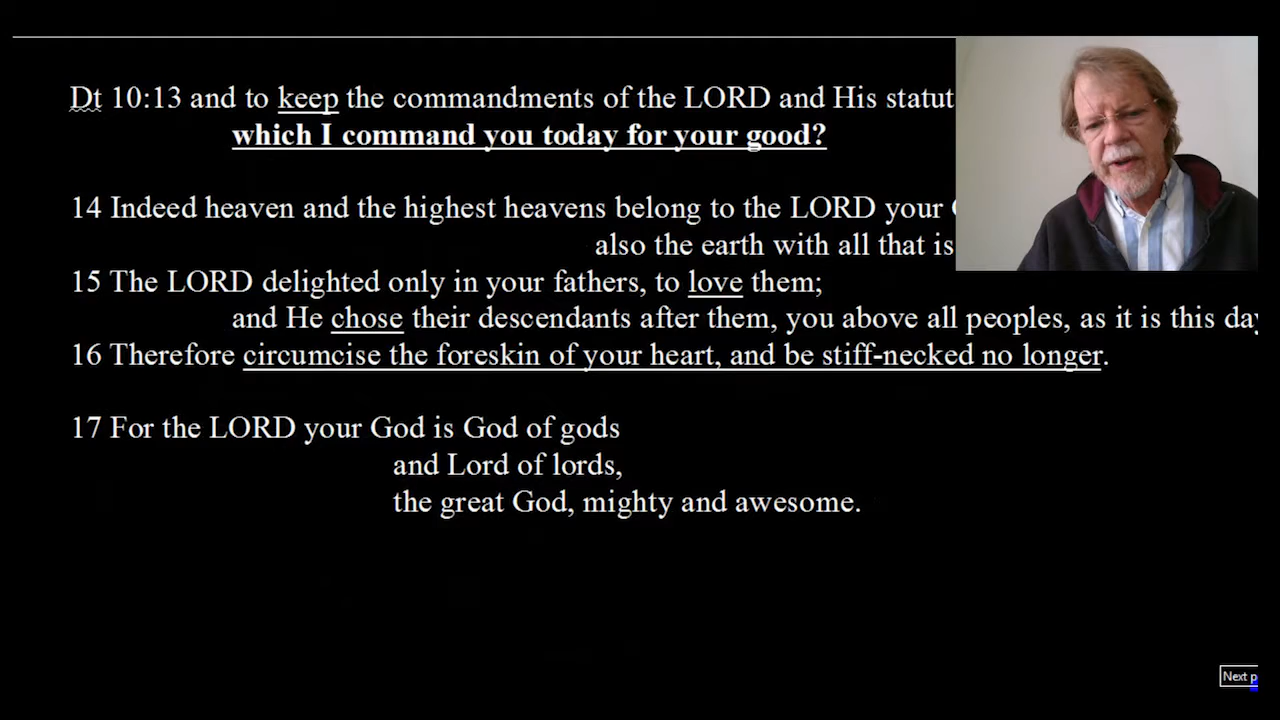 Dt 10:13 and to keep the commandments of the LORD and His statut
which I command you today for your good?
14 Indeed heaven and the highest heavens belong to the LORD your
also the earth with all that is
15 The LORD delighted only in your fathers, to love them;
and He chose their descendants after them, you above all peoples, as it is this day
16 Therefore circumcise the foreskin of your heart, and be stiff-necked no longer.
17 For the LORD your God is God of gods
and Lord of lords,
the great God, mighty and awesome.
Next p